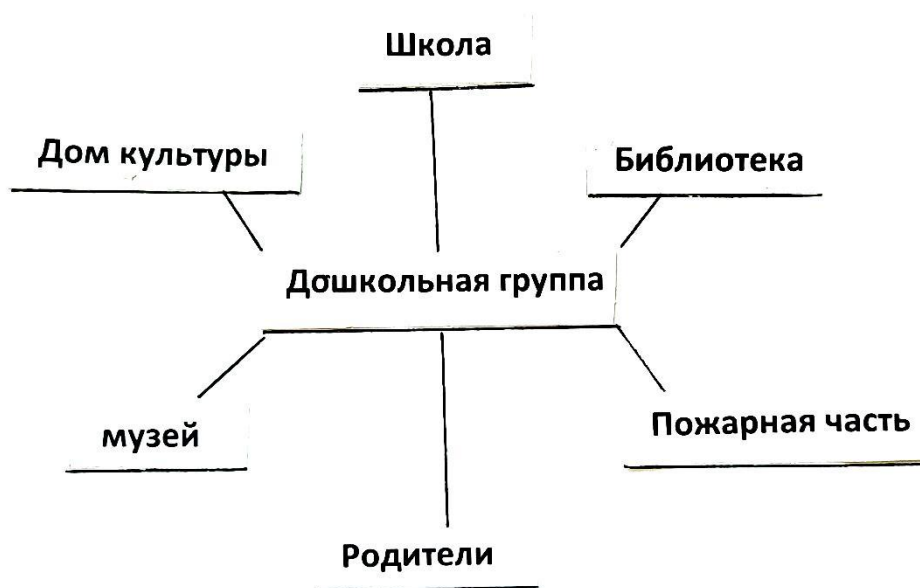 Школа
Дом культуры
Библиотека
Дошкольная группа
музей
Пожарная часть
Родители